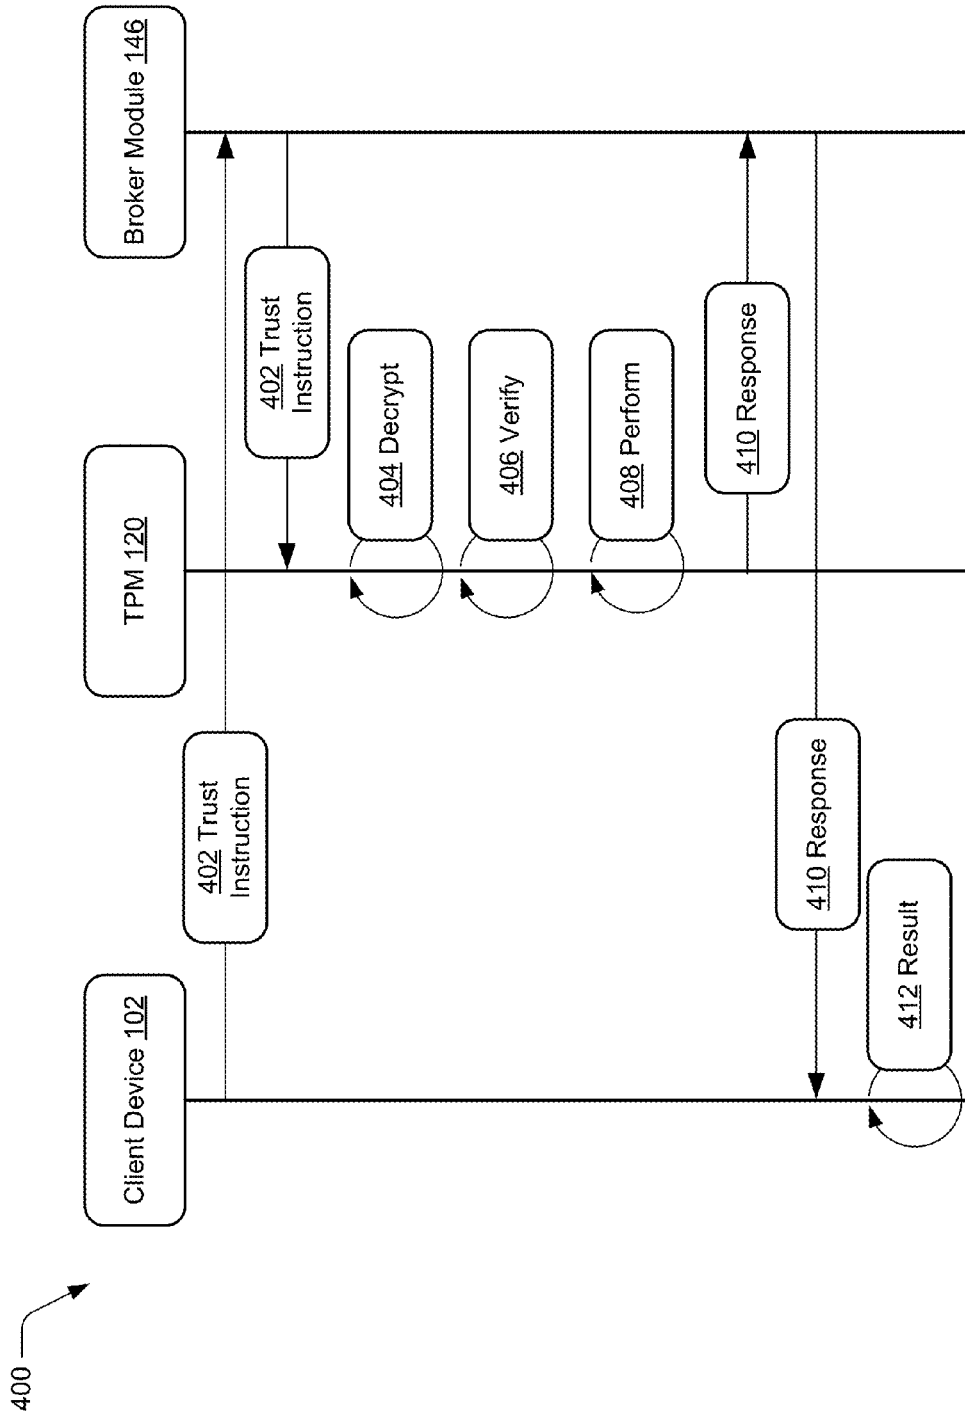 400
Client Device 102
TPM 120
Broker Module 146
402 Trust
Instruction
402 Trust
Instruction
404 Decrypt
406 Verify
408 Perform
410 Response
410 Response
412 Result